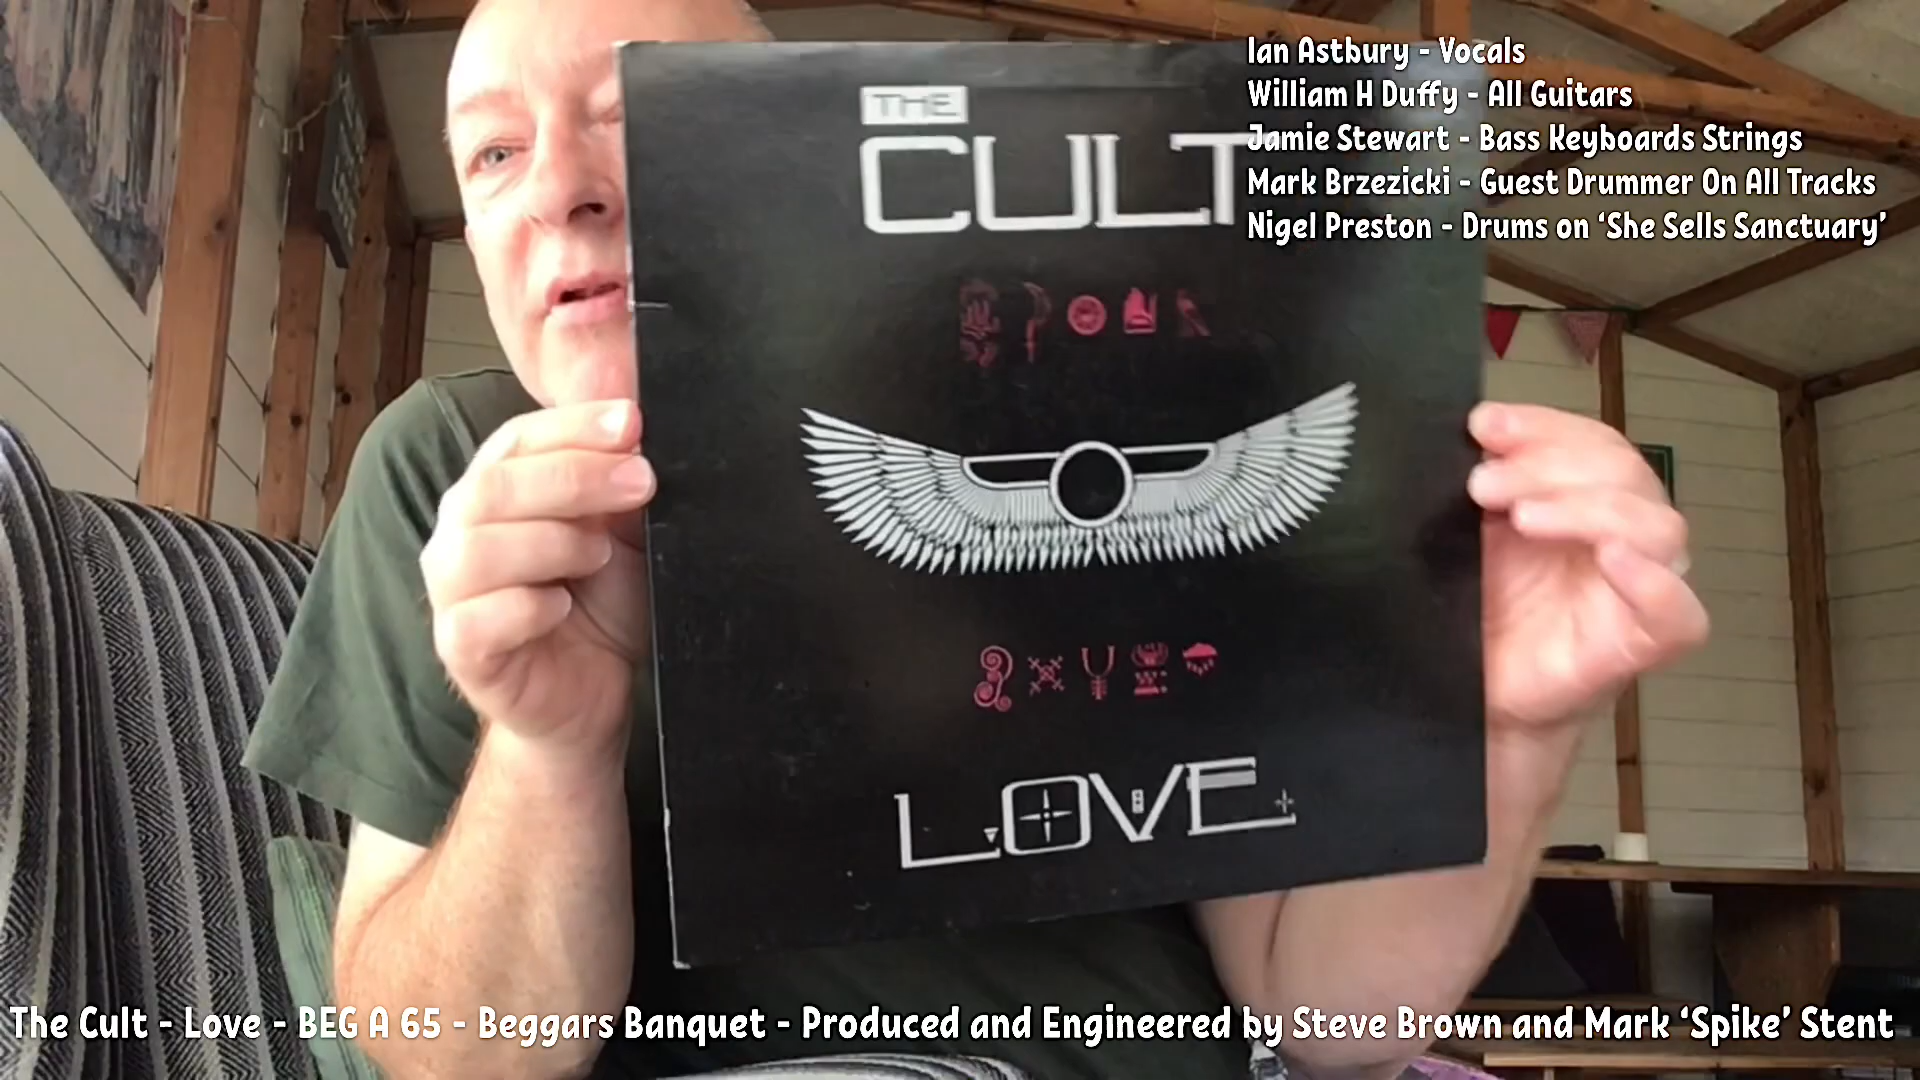 Ian Astbury - Vocals
William H Duffy - All Guitars
Jamie Stewart - Bass Keyboards Strings
Mark Brzezicki - Guest Drummer On All Tracks
Nigel Preston - Drums on ‘She Sells Sanctuary’
THE
CULT
LOVE
The Cult - Love - BEG A 65 - Beggars Banquet - Produced and Engineered by Steve Brown and Mark ‘Spike’ Stent